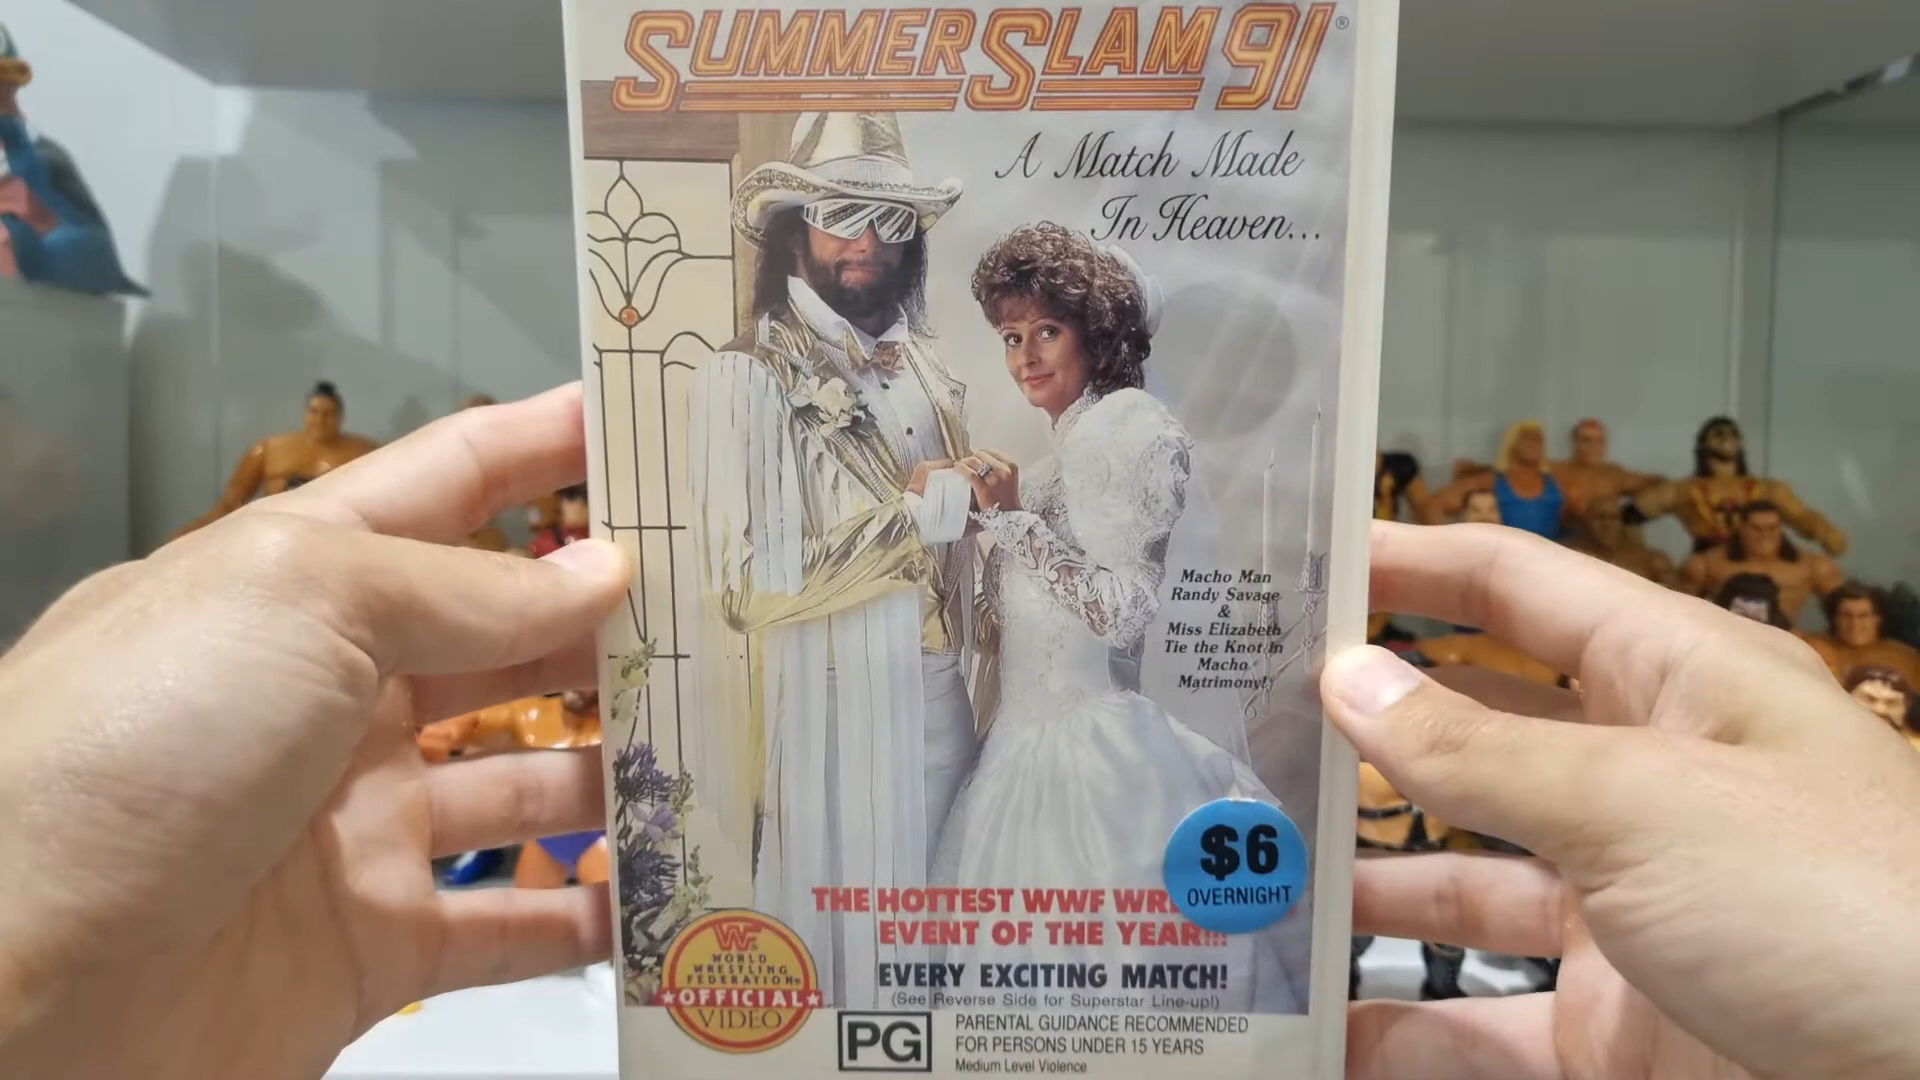 SUMMERSLAM 91®
A Match Made
In Heaven...
Macho Man
Randy Savage
&
Miss Elizabeth
Tie the Knot in
Macho
Matrimony!
$6
OVERNIGHT
THE HOTTEST WWF WRE
EVENT OF THE YEAR!!!
EVERY EXCITING MATCH!
(See Reverse Side for Superstar Line-up!)
WF®
WORLD
WRESTLING
FEDERATION®
★OFFICIAL★
VIDEO
PG
PARENTAL GUIDANCE RECOMMENDED
FOR PERSONS UNDER 15 YEARS
Medium Level Violence